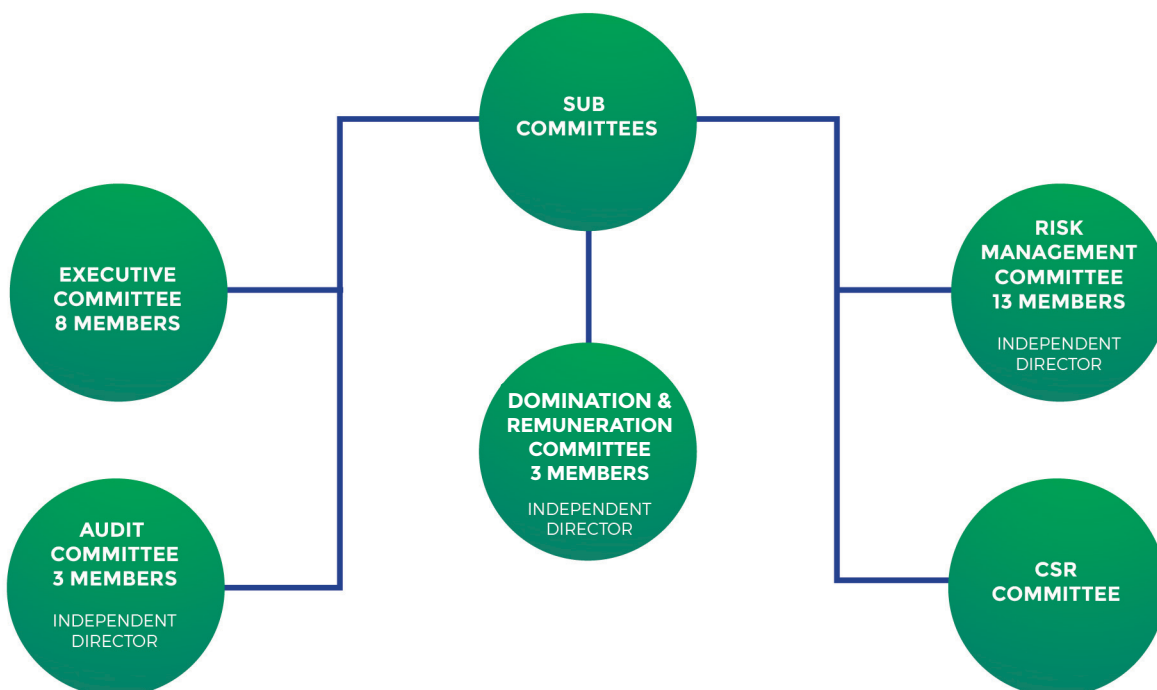 SUB
COMMITTEES
EXECUTIVE
COMMITTEE
8 MEMBERS
RISK
MANAGEMENT
COMMITTEE
13 MEMBERS
INDEPENDENT
DIRECTOR
DOMINATION &
REMUNERATION
COMMITTEE
3 MEMBERS
INDEPENDENT
DIRECTOR
AUDIT
COMMITTEE
3 MEMBERS
INDEPENDENT
DIRECTOR
CSR
COMMITTEE